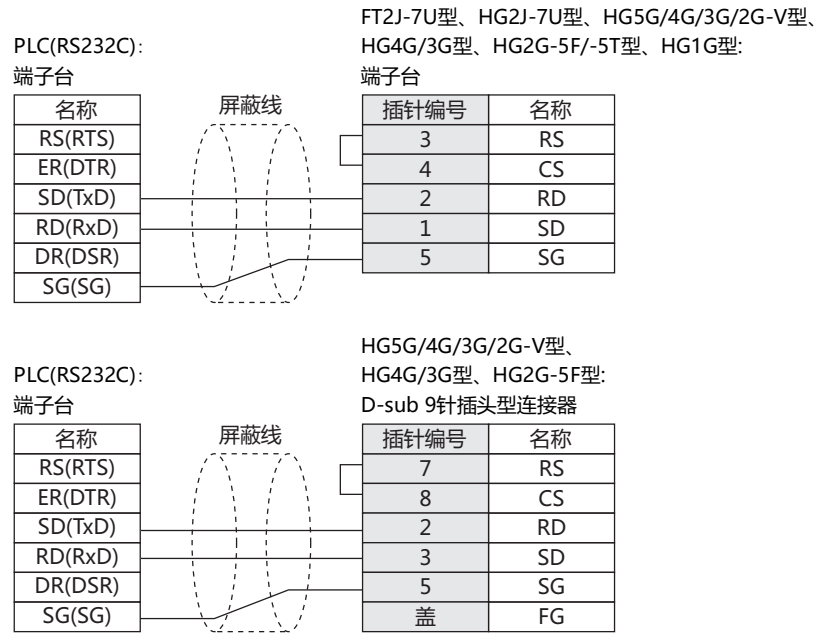 FT2J-7U型、HG2J-7U型、HG5G/4G/3G/2G-V型、
PLC(RS232C)： HG4G/3G型、HG2G-5F/-5T型、HG1G型:
端子台 端子台
名称 屏蔽线 插针编号 名称
RS(RTS) 3 RS
ER(DTR) 4 CS
SD(TxD) 2 RD
RD(RxD) 1 SD
DR(DSR) 5 SG
SG(SG)
HG5G/4G/3G/2G-V型、
PLC(RS232C)： HG4G/3G型、HG2G-5F型:
端子台 D-sub 9针插头型连接器
名称 屏蔽线 插针编号 名称
RS(RTS) 7 RS
ER(DTR) 8 CS
SD(TxD) 2 RD
RD(RxD) 3 SD
DR(DSR) 5 SG
SG(SG) 盖 FG